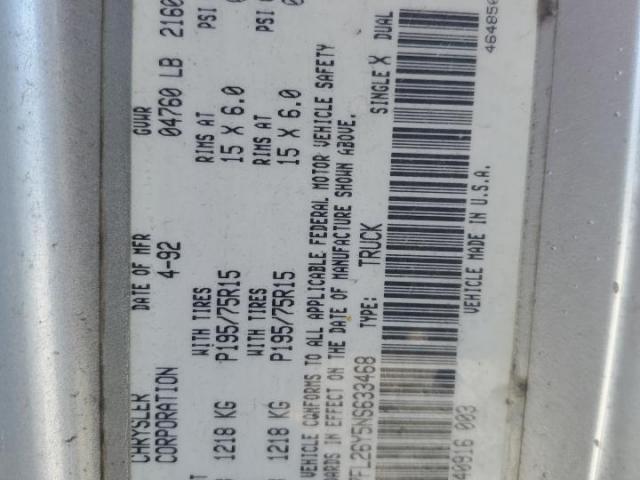 CHRYSLER CORPORATION DATE OF MFR 4-92 GVWR 04760 LB 2160
1218 KG WITH TIRES P195/75R15 RIMS AT 15 X 6.0 PSI
1218 KG WITH TIRES P195/75R15 RIMS AT 15 X 6.0 PSI
VEHICLE CONFORMS TO ALL APPLICABLE FEDERAL MOTOR VEHICLE SAFETY
ARDS IN EFFECT ON THE DATE OF MANUFACTURE SHOWN ABOVE.
FL26Y5NS633468 TYPE: TRUCK SINGLE X DUAL
40916 003 VEHICLE MADE IN U.S.A. 464850